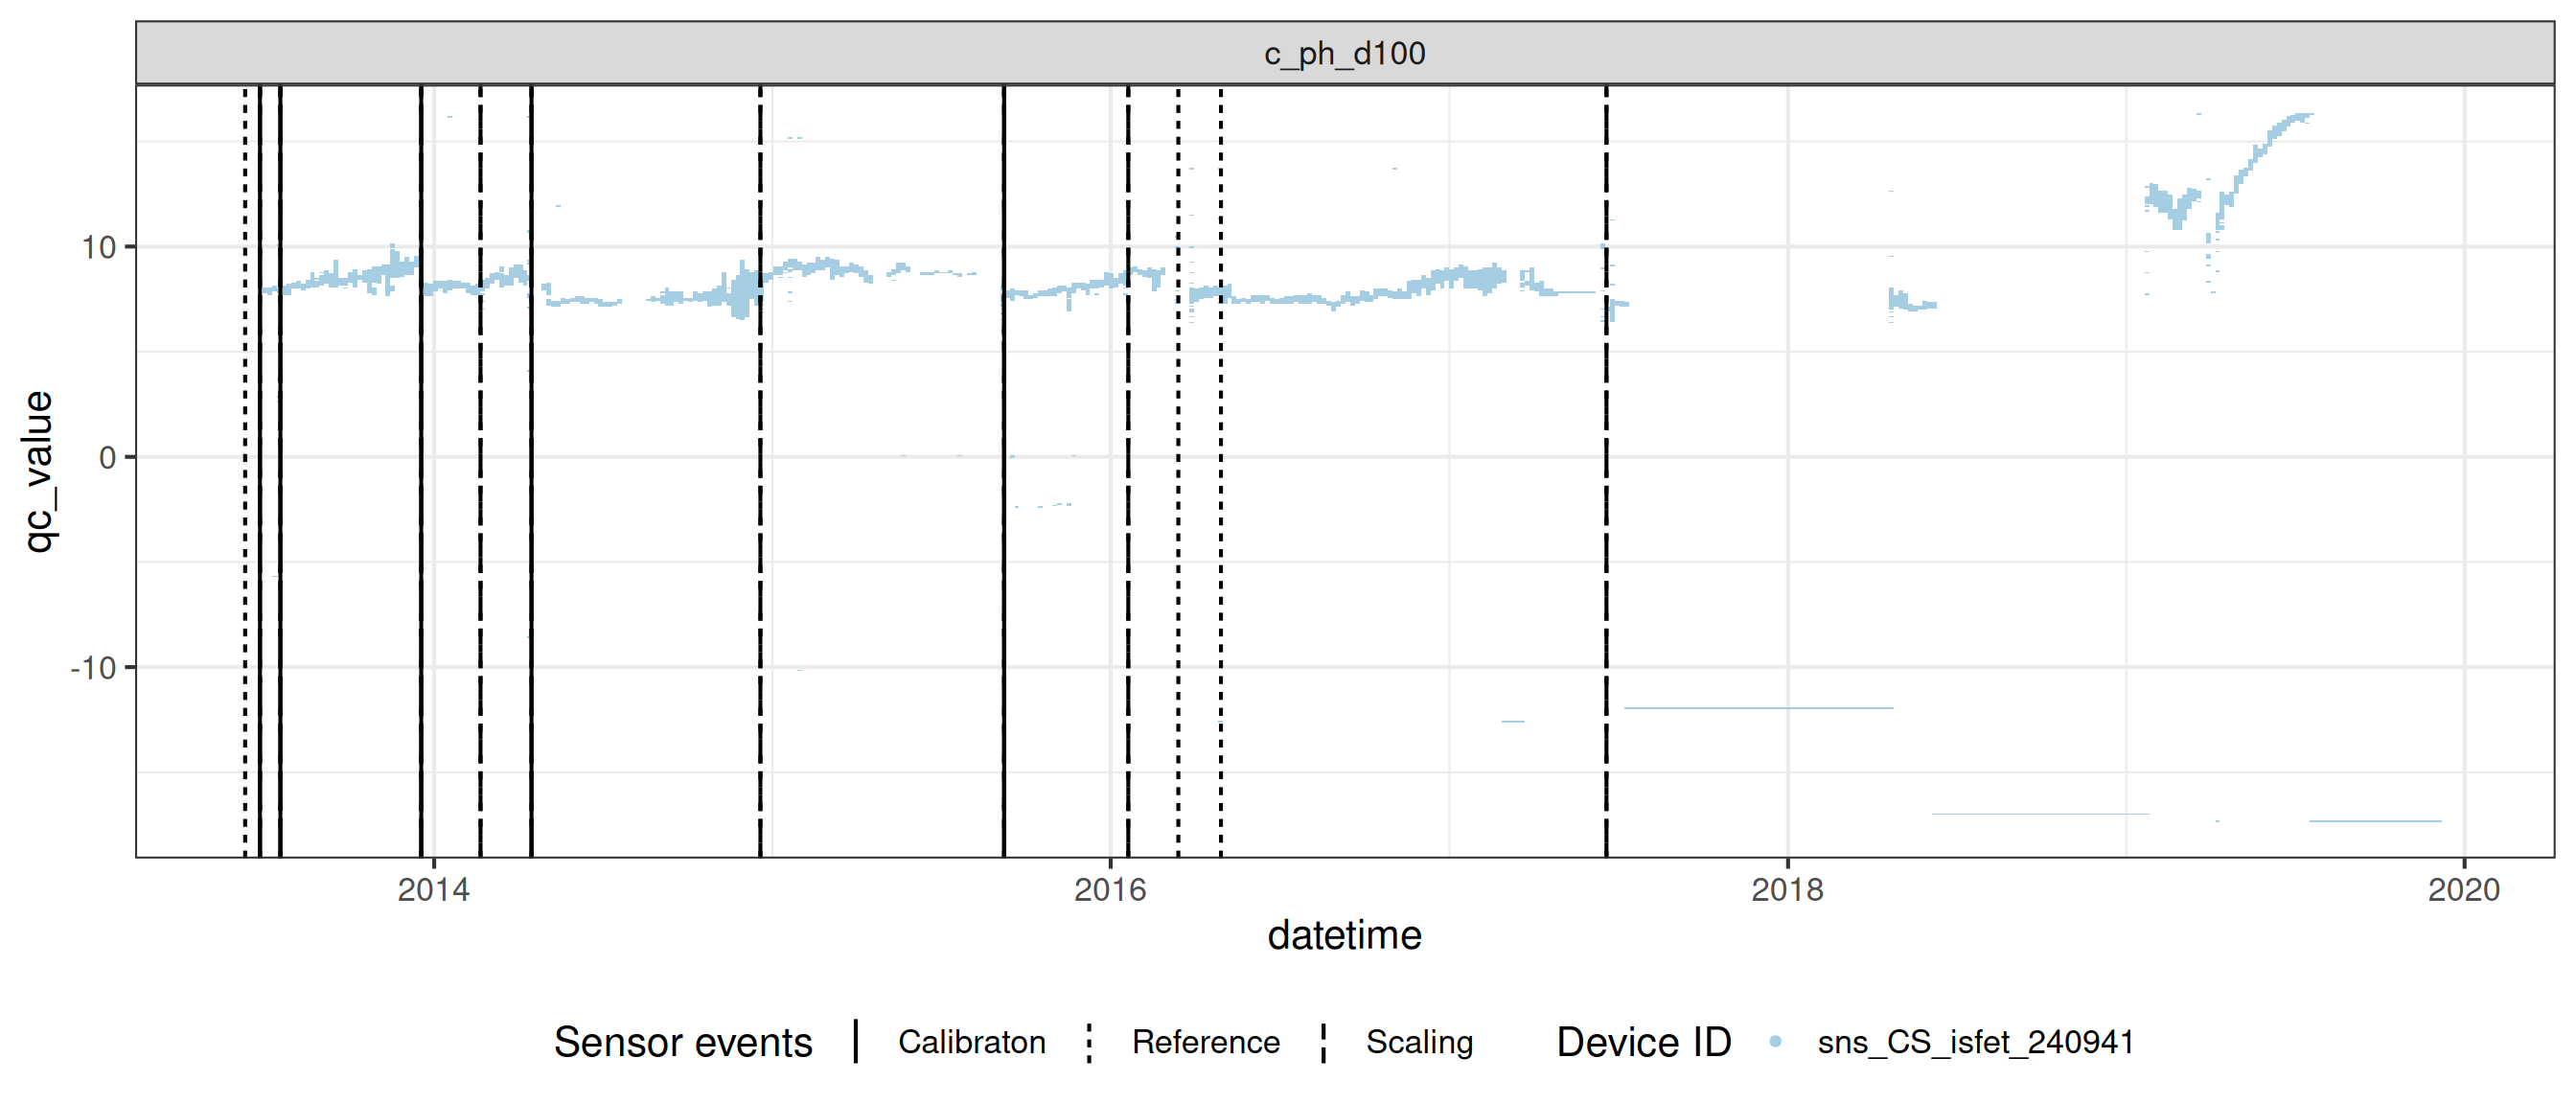 c_ph_d100
qc_value
10
0
-10
2014 2016 2018 2020
datetime
Sensor events Calibraton Reference Scaling Device ID sns_CS_isfet_240941